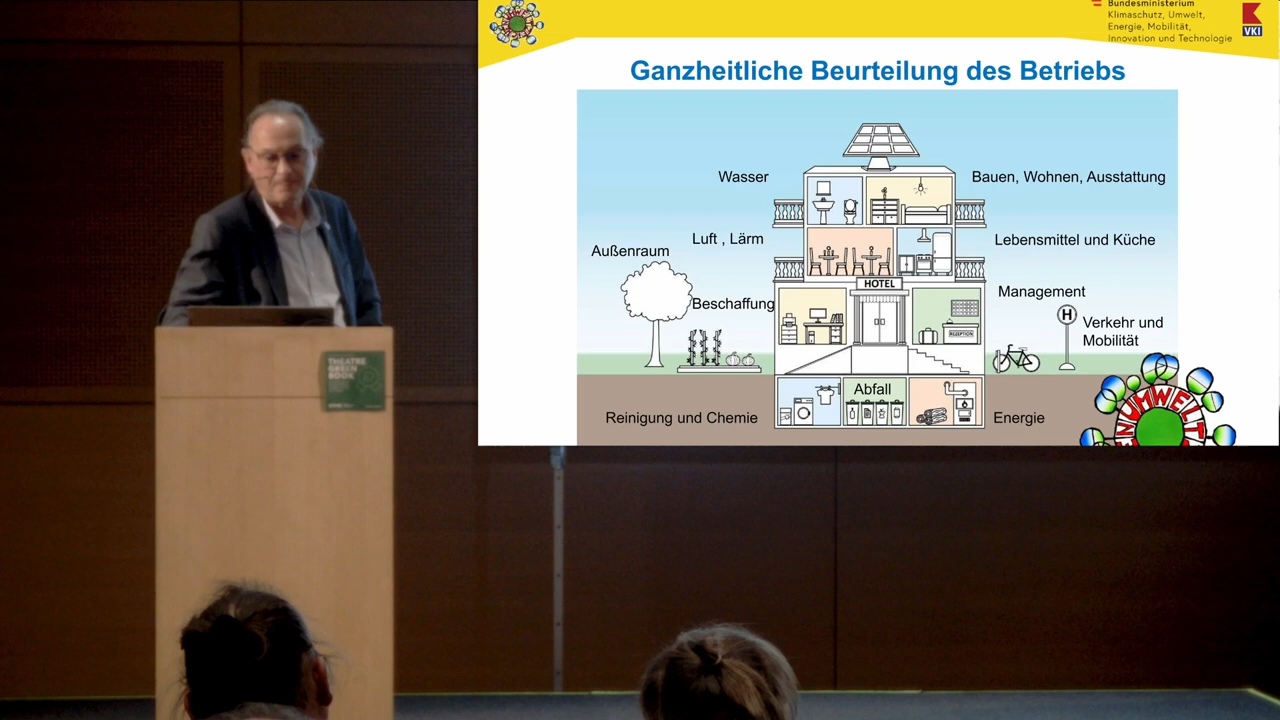 Bundesministerium
Klimaschutz, Umwelt,
Energie, Mobilität,
Innovation und Technologie
VKI
Ganzheitliche Beurteilung des Betriebs
Wasser
Bauen, Wohnen, Ausstattung
Luft , Lärm
Lebensmittel und Küche
Außenraum
Beschaffung
HOTEL
Management
H
Verkehr und
Mobilität
REZEPTION
Abfall
Reinigung und Chemie
Energie
UMWELT
THEATRE
GREEN
BOOK